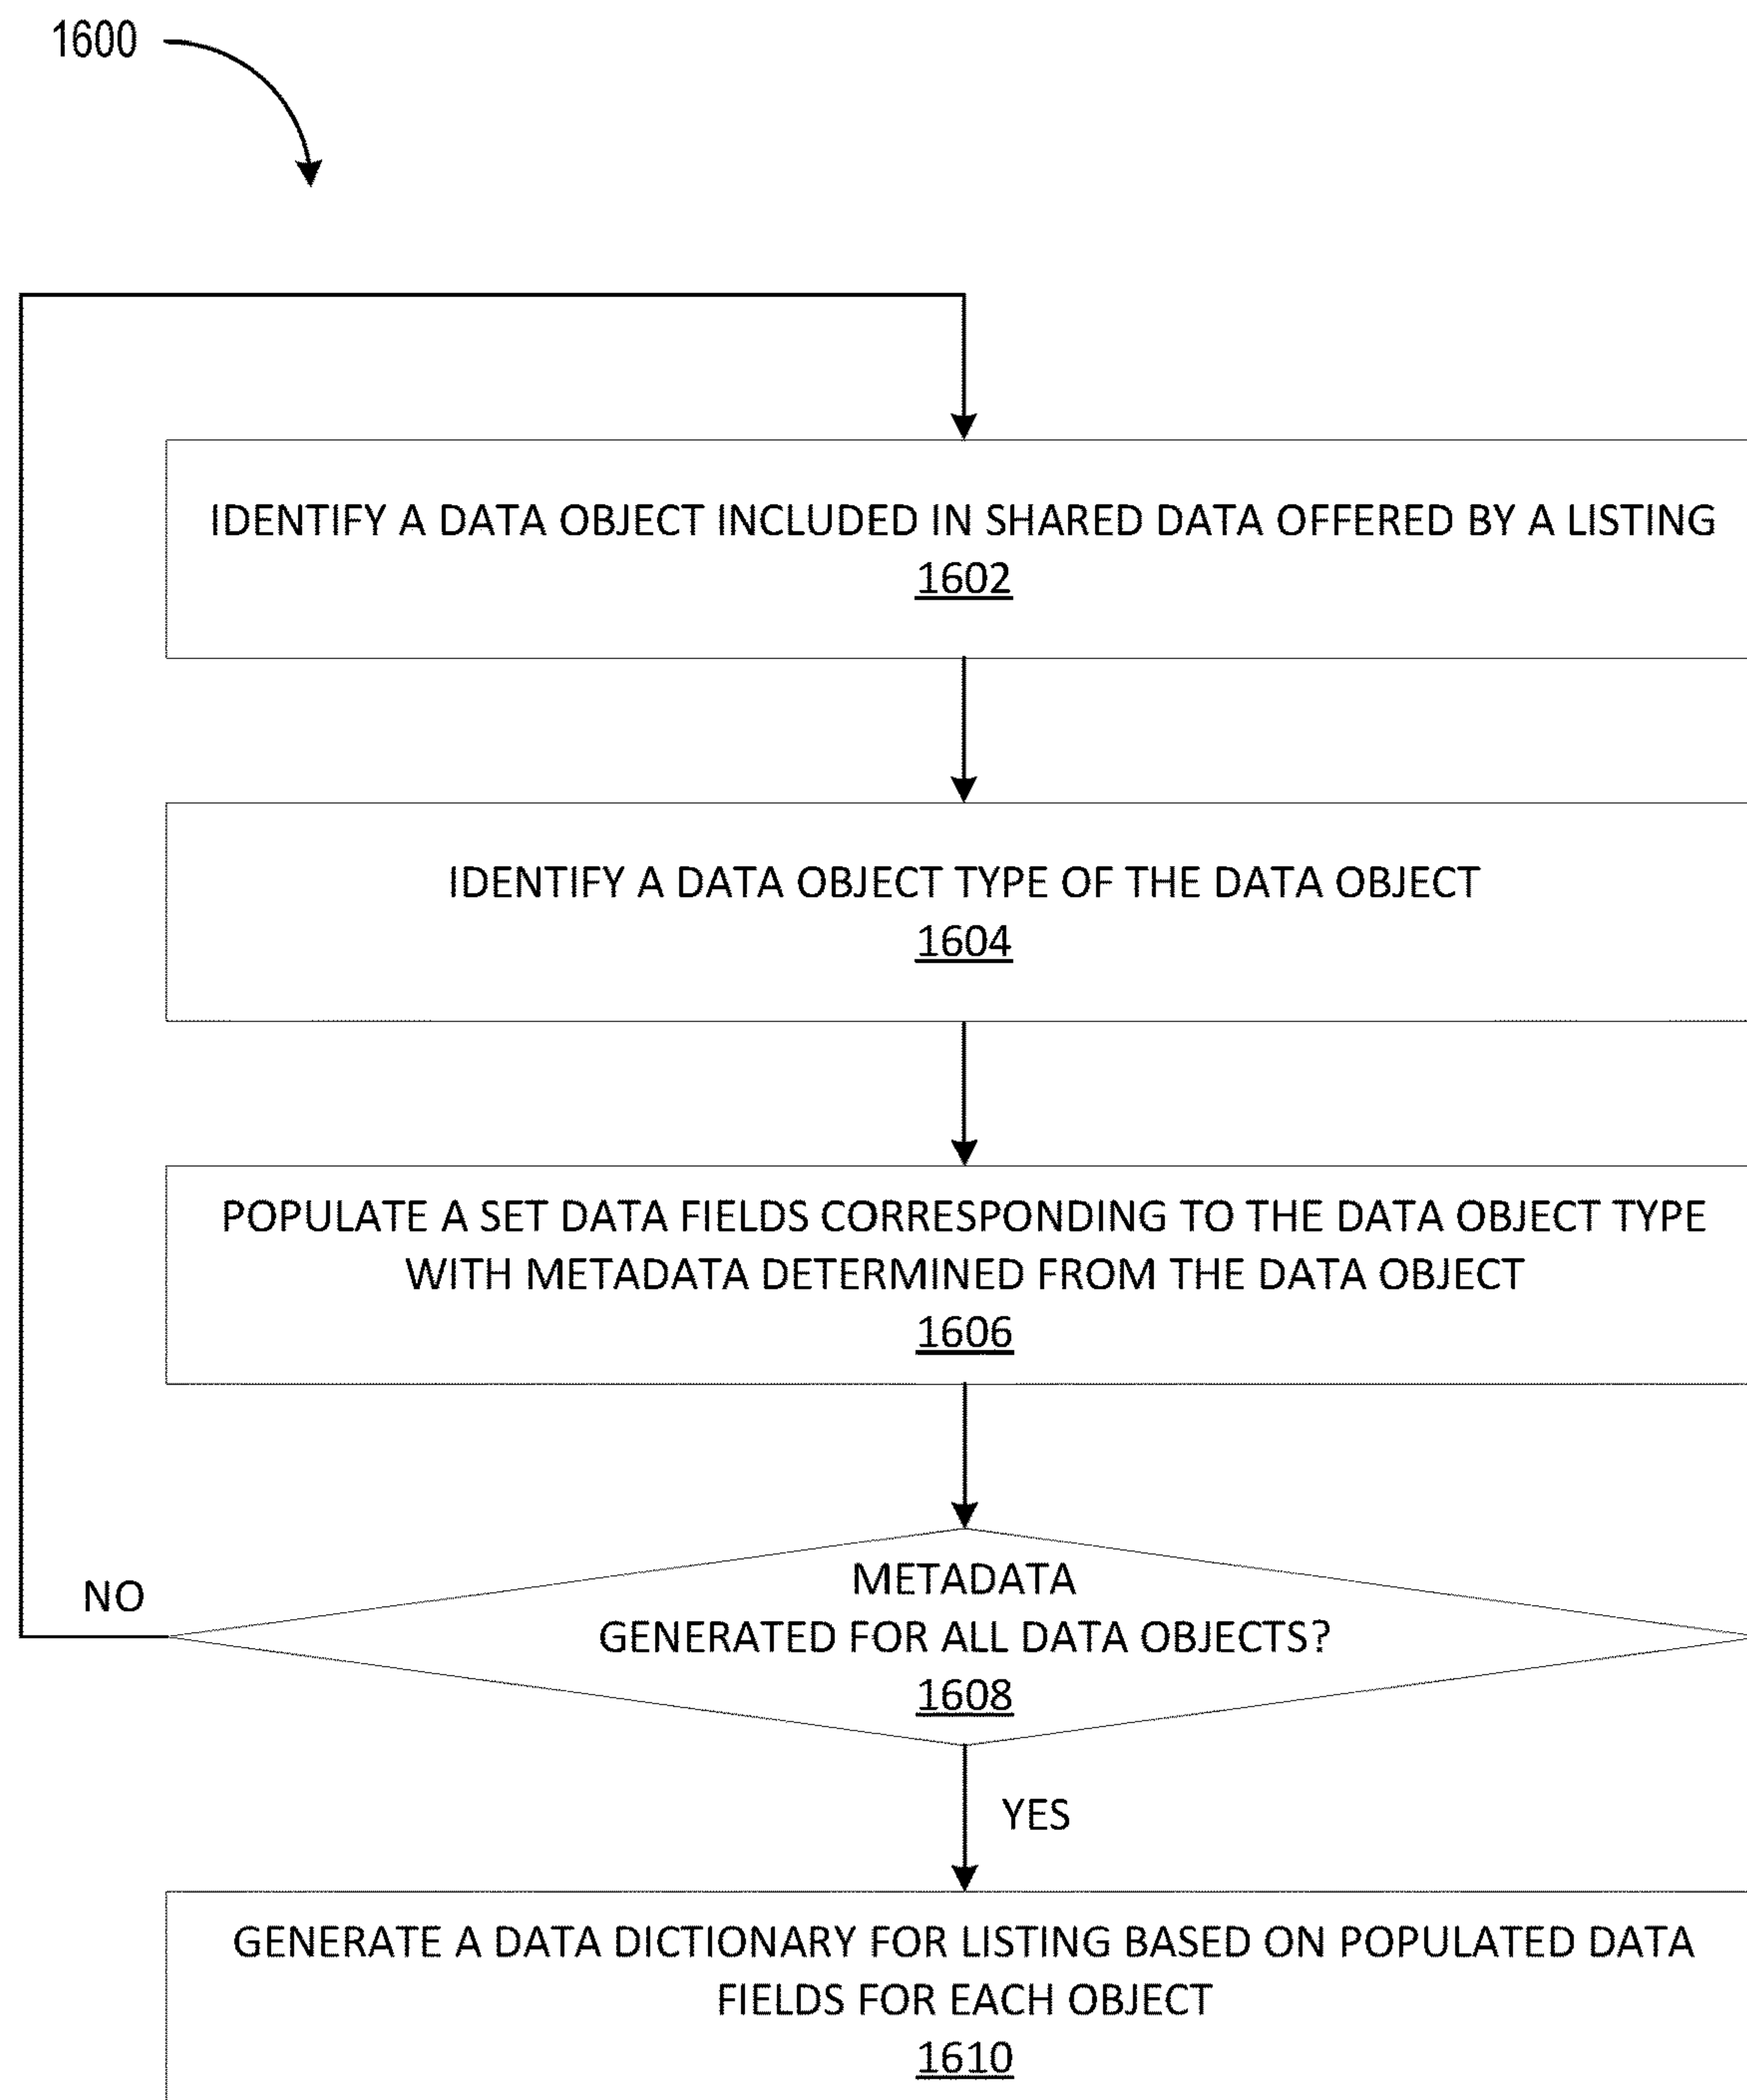 1600
IDENTIFY A DATA OBJECT INCLUDED IN SHARED DATA OFFERED BY A LISTING
1602
IDENTIFY A DATA OBJECT TYPE OF THE DATA OBJECT
1604
POPULATE A SET DATA FIELDS CORRESPONDING TO THE DATA OBJECT TYPE
WITH METADATA DETERMINED FROM THE DATA OBJECT
1606
METADATA
GENERATED FOR ALL DATA OBJECTS?
1608
NO
YES
GENERATE A DATA DICTIONARY FOR LISTING BASED ON POPULATED DATA
FIELDS FOR EACH OBJECT
1610